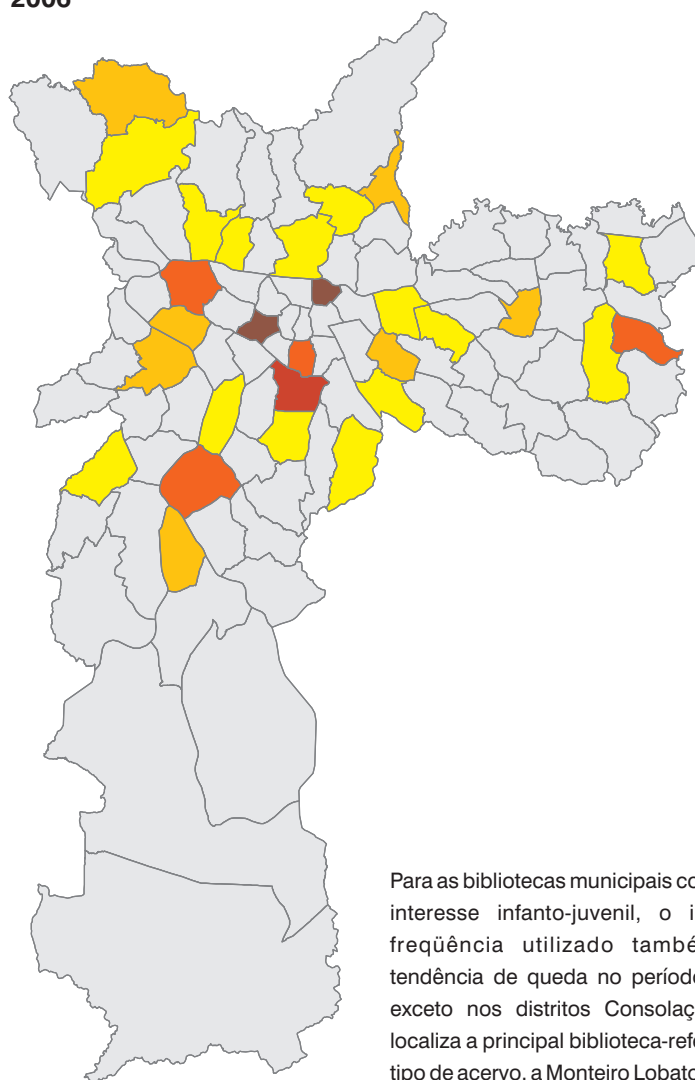 2006
Para as bibliotecas municipais
interesse infanto-juvenil, o
freqüência utilizado
tendência de queda no
exceto nos distritos
localiza a principal
tipo de acervo, a Monteiro Lobato